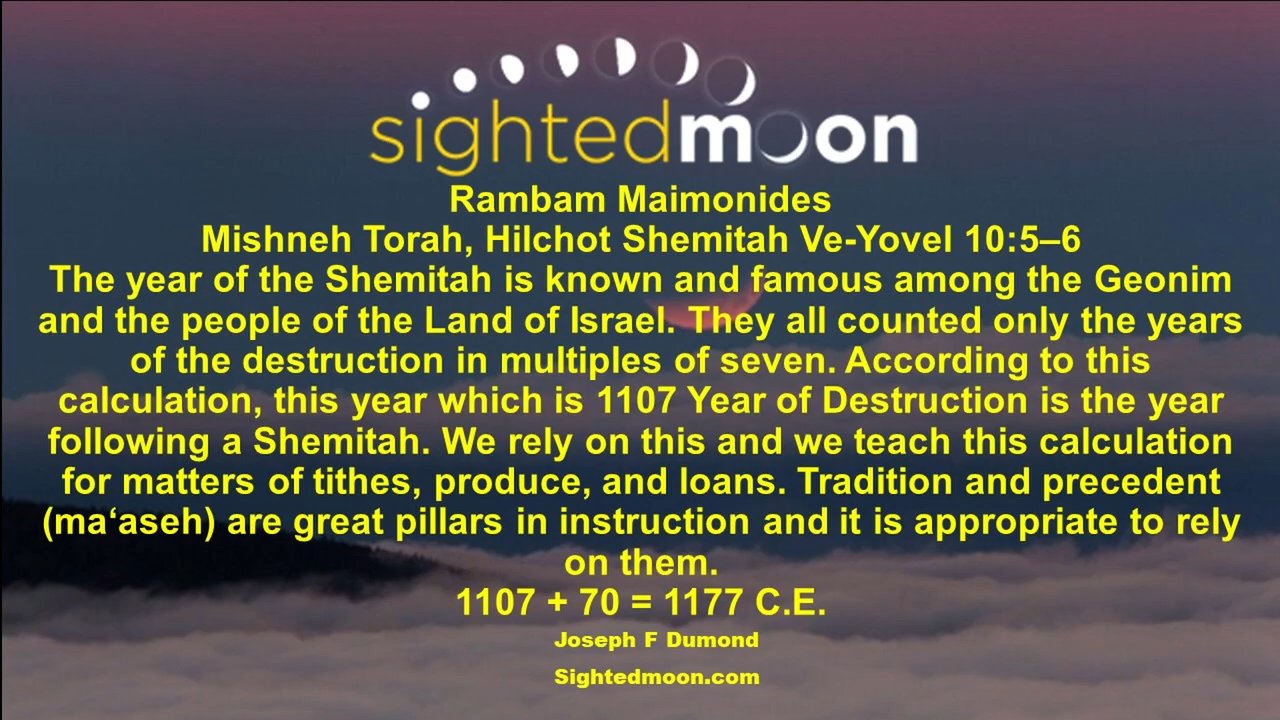 sightedmoon
Rambam Maimonides
Mishneh Torah, Hilchot Shemitah Ve-Yovel 10:5–6
The year of the Shemitah is known and famous among the Geonim
and the people of the Land of Israel. They all counted only the years
of the destruction in multiples of seven. According to this
calculation, this year which is 1107 Year of Destruction is the year
following a Shemitah. We rely on this and we teach this calculation
for matters of tithes, produce, and loans. Tradition and precedent
(ma‘aseh) are great pillars in instruction and it is appropriate to rely
on them.
1107 + 70 = 1177 C.E.
Joseph F Dumond
Sightedmoon.com